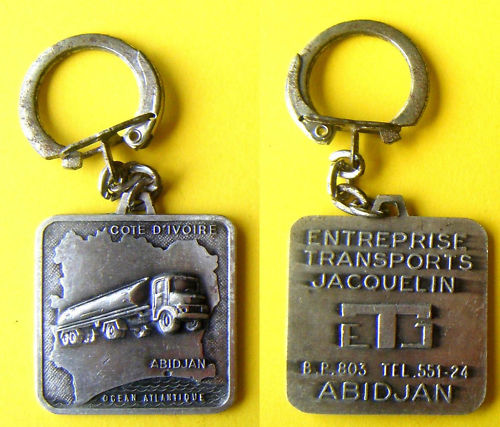 COTE D'IVOIRE
ABIDJAN
OCEAN ATLANTIQUE
ENTREPRISE
TRANSPORTS
JACQUELIN
ETJ
B.P. 803 TEL. 551-24
ABIDJAN